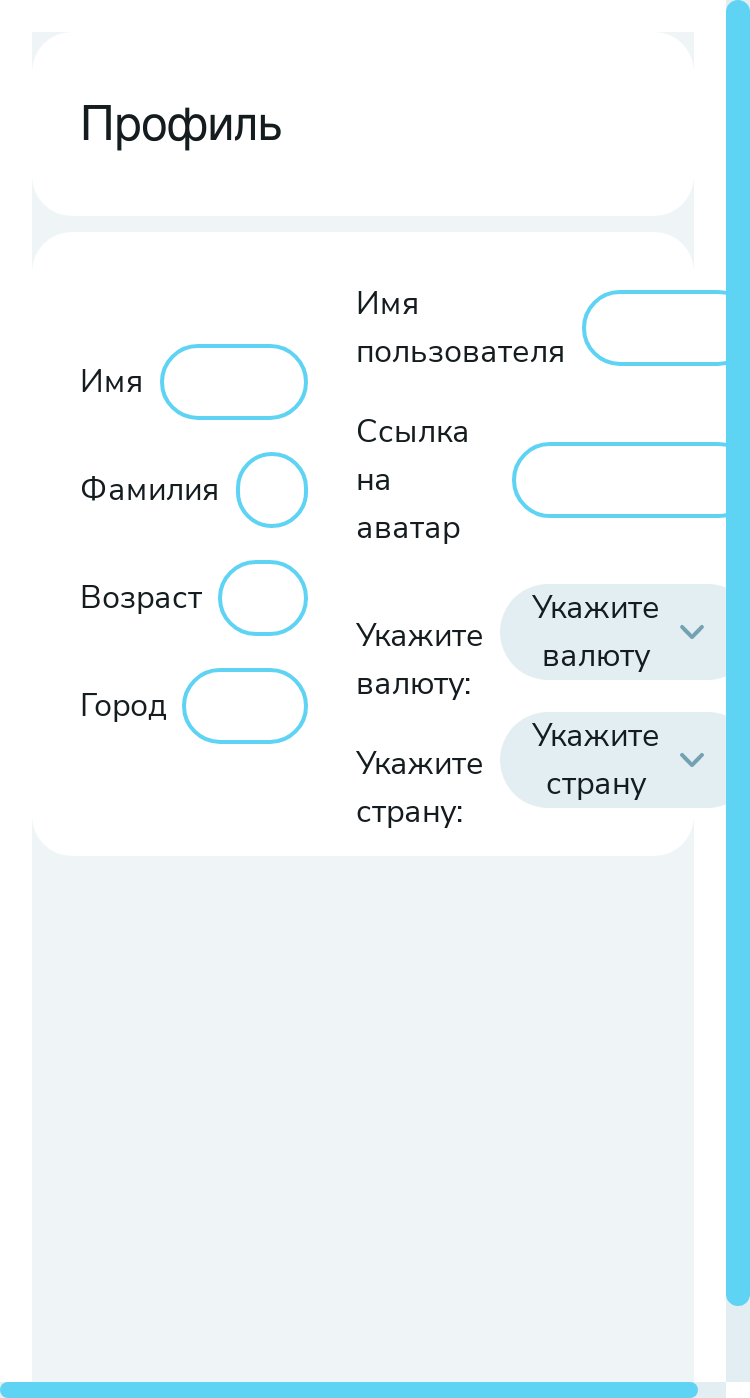 Профиль
Имя
Фамилия
Возраст
Город
Имя
пользователя
Ссылка
на
аватар
Укажите
валюту:
Укажите
валюту
Укажите
страну:
Укажите
страну